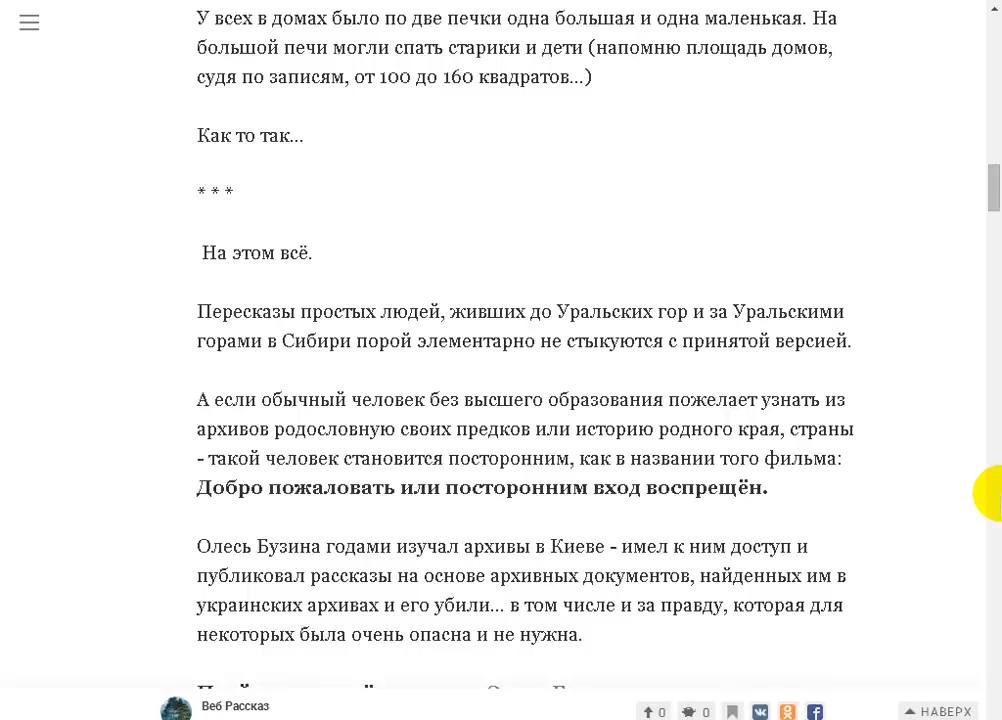 У всех в домах было по две печки одна большая и одна маленькая. На
большой печи могли спать старики и дети (напомню площадь домов,
судя по записям, от 100 до 160 квадратов...)
Как то так...
* * *
На этом всё.
Пересказы простых людей, живших до Уральских гор и за Уральскими
горами в Сибири порой элементарно не стыкуются с принятой версией.
А если обычный человек без высшего образования пожелает узнать из
архивов родословную своих предков или историю родного края, страны
- такой человек становится посторонним, как в названии того фильма:
Добро пожаловать или посторонним вход воспрещён.
Олесь Бузина годами изучал архивы в Киеве - имел к ним доступ и
публиковал рассказы на основе архивных документов, найденных им в
украинских архивах и его убили... в том числе и за правду, которая для
некоторых была очень опасна и не нужна.
Веб Рассказ
0 0 НАВЕРХ